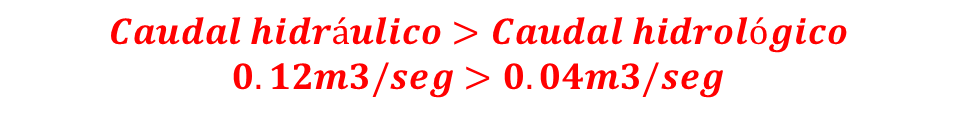 Caudal hidráulico > Caudal hidrológico
0.12m3/seg > 0.04m3/seg